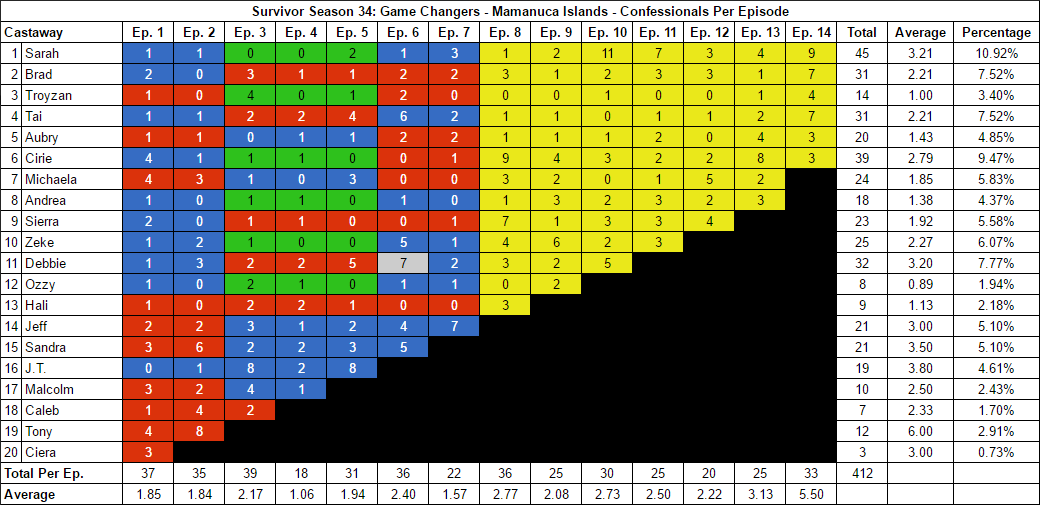 Survivor Season 34: Game Changers - Mamanuca Islands - Confessionals Per Episode
Castaway Ep. 1 Ep. 2 Ep. 3 Ep. 4 Ep. 5 Ep. 6 Ep. 7 Ep. 8 Ep. 9 Ep. 10 Ep. 11 Ep. 12 Ep. 13 Ep. 14 Total Average Percentage
1 Sarah 1 1 0 0 2 1 3 1 2 11 7 3 4 9 45 3.21 10.92%
2 Brad 2 0 3 1 1 2 2 3 1 2 3 3 1 7 31 2.21 7.52%
3 Troyzan 1 0 4 0 1 2 0 0 0 1 0 0 1 4 14 1.00 3.40%
4 Tai 1 1 2 2 4 6 2 1 1 0 1 1 2 7 31 2.21 7.52%
5 Aubry 1 1 0 1 1 2 2 1 1 1 2 0 4 3 20 1.43 4.85%
6 Cirie 4 1 1 1 0 0 1 9 4 3 2 2 8 3 39 2.79 9.47%
7 Michaela 4 3 1 0 3 0 0 3 2 0 1 5 2 24 1.85 5.83%
8 Andrea 1 0 1 1 0 1 0 1 3 2 3 2 3 18 1.38 4.37%
9 Sierra 2 0 1 1 0 0 1 7 1 3 3 4 23 1.92 5.58%
10 Zeke 1 2 1 0 0 5 1 4 6 2 3 25 2.27 6.07%
11 Debbie 1 3 2 2 5 7 2 3 2 5 32 3.20 7.77%
12 Ozzy 1 0 2 1 0 1 1 0 2 8 0.89 1.94%
13 Hali 1 0 2 2 1 0 0 3 9 1.13 2.18%
14 Jeff 2 2 3 1 2 4 7 21 3.00 5.10%
15 Sandra 3 6 2 2 3 5 21 3.50 5.10%
16 J.T. 0 1 8 2 8 19 3.80 4.61%
17 Malcolm 3 2 4 1 10 2.50 2.43%
18 Caleb 1 4 2 7 2.33 1.70%
19 Tony 4 8 12 6.00 2.91%
20 Ciera 3 3 3.00 0.73%
Total Per Ep. 37 35 39 18 31 36 22 36 25 30 25 20 25 33 412
Average 1.85 1.84 2.17 1.06 1.94 2.40 1.57 2.77 2.08 2.73 2.50 2.22 3.13 5.50